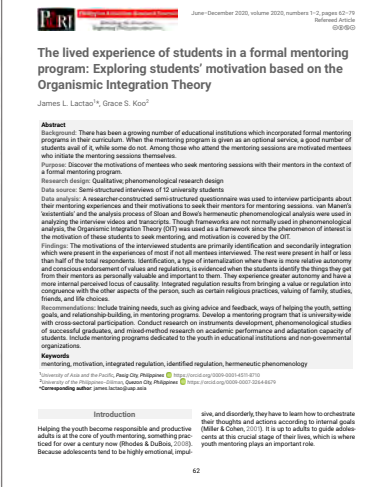 PCRJ
June–December 2020, volume 2020, numbers 1–2, pages 62–79
Refereed Article
The lived experience of students in a formal mentoring
program: Exploring students' motivation based on the
Organismic Integration Theory
James L. Lactao¹*, Grace S. Koo²
Abstract
Background: There has been a growing number of educational institutions which incorporated formal mentoring
programs in their curriculum. When the mentoring program is given as an optional service, a good number of
students avail of it, while some do not. Among those who attend the mentoring sessions are motivated mentees
who initiate the mentoring sessions themselves.
Purpose: Discover the motivations of mentees who seek mentoring sessions with their mentors in the context of
a formal mentoring program.
Research design: Qualitative; phenomenological research design
Data source: Semi-structured interviews of 12 university students
Data analysis: A researcher-constructed semi-structured questionnaire was used to interview participants about
their mentoring experiences and their motivations to seek their mentors for mentoring sessions. van Manen's
'existentials' and the analysis process of Sloan and Bowe's hermeneutic phenomenological analysis were used in
analyzing the interview videos and transcripts. Though frameworks are not normally used in phenomenological
analysis, the Organismic Integration Theory (OIT) was used as a framework since the phenomenon of interest is
the motivation of these students to seek mentoring, and motivation is covered by the OIT.
Findings: The motivations of the interviewed students are primarily identification and secondarily integration
which were present in the experiences of most if not all mentees interviewed. The rest were present in half or less
than half of the total respondents. Identification, a type of internalization where there is more relative autonomy
and conscious endorsement of values and regulations, is evidenced when the students identify the things they get
from their mentors as personally valuable and important to them. They experience greater autonomy and have a
more internal perceived locus of causality. Integrated regulation results from bringing a value or regulation into
congruence with the other aspects of the person, such as certain religious practices, valuing of family, studies,
friends, and life choices.
Recommendations: Include training needs, such as giving advice and feedback, ways of helping the youth, setting
goals, and relationship-building, in mentoring programs. Develop a mentoring program that is university-wide
with cross-sectoral participation. Conduct research on instruments development, phenomenological studies
of successful graduates, and mixed-method research on academic performance and adaptation capacity of
students. Include mentoring programs dedicated to the youth in educational institutions and non-governmental
organizations.
Keywords
mentoring, motivation, integrated regulation, identified regulation, hermeneutic phenomenology
¹University of Asia and the Pacific, Pasig City, Philippines
²University of the Philippines–Diliman, Quezon City, Philippines
*Corresponding author: james.lactao@uap.asia
Introduction
Helping the youth become responsible and productive
adults is at the core of youth mentoring, something prac-
ticed for over a century now (Rhodes & DuBois, 2008).
Because adolescents tend to be highly emotional, impul-
sive, and disorderly, they have to learn how to orchestrate
their thoughts and actions according to internal goals
(Miller & Cohen, 2001). It is up to adults to guide adoles-
cents at this crucial stage of their lives, which is where
youth mentoring plays an important role.
62